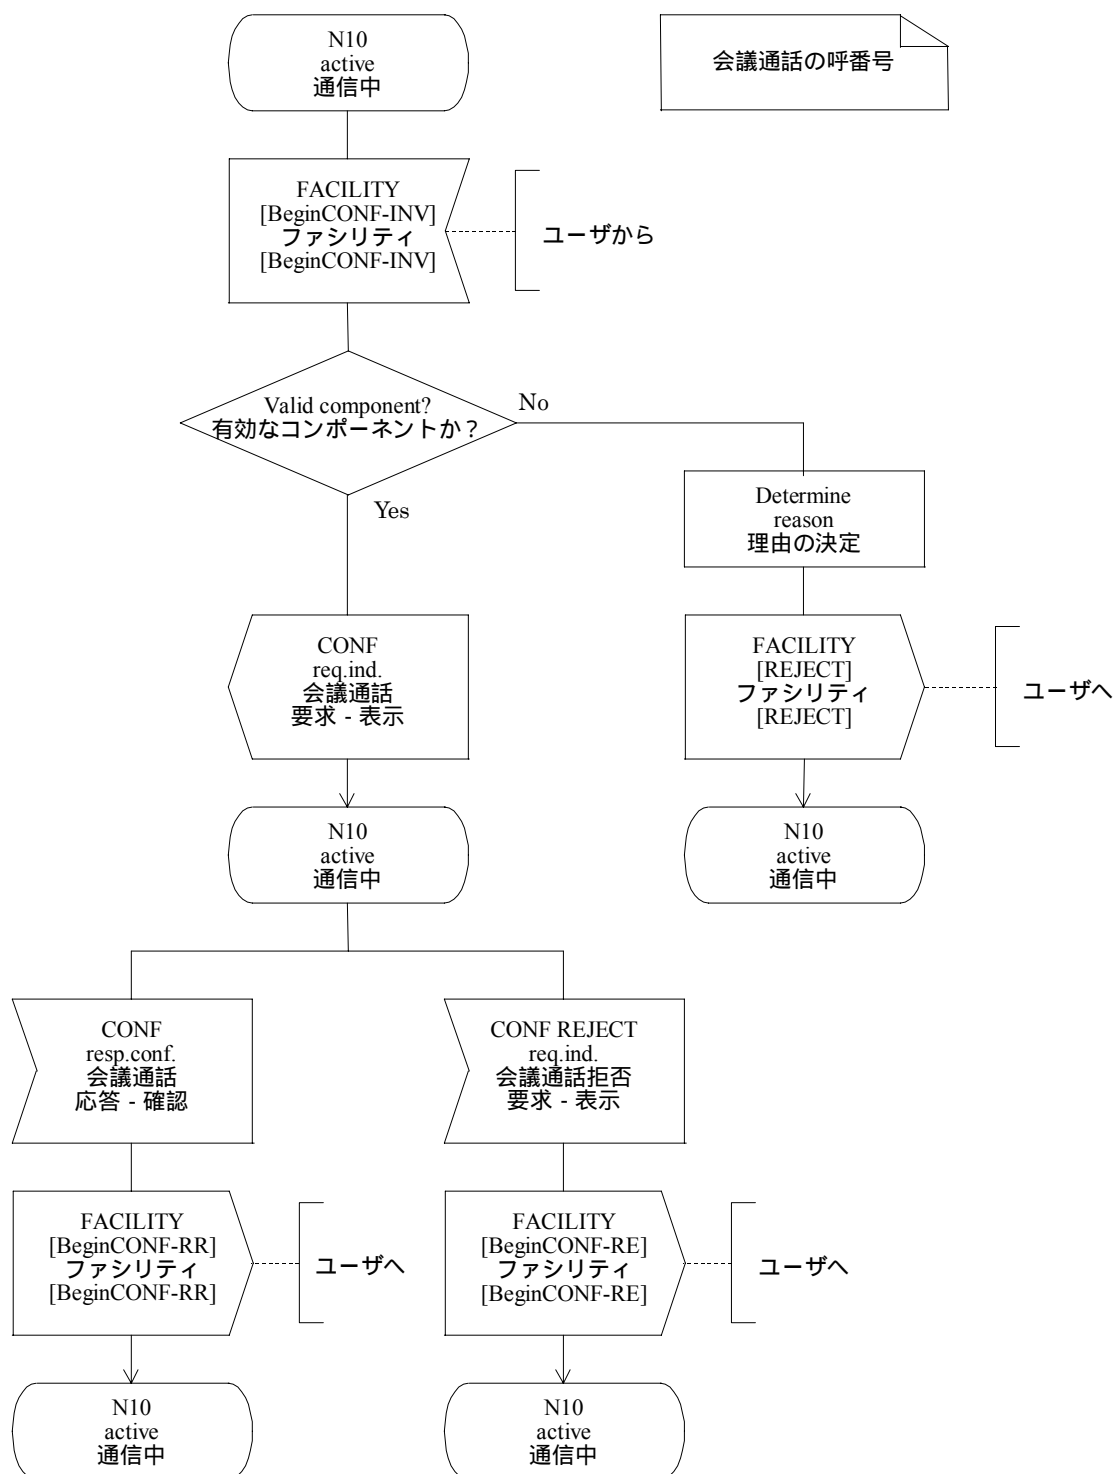 N10
active
通信中
会議通話の呼番号
FACILITY
[BeginCONF-INV]
ファシリティ
[BeginCONF-INV]
ユーザから
Valid component?
有効なコンポーネントか？
No
Yes
Determine
reason
理由の決定
CONF
req.ind.
会議通話
要求 - 表示
FACILITY
[REJECT]
ファシリティ
[REJECT]
ユーザへ
N10
active
通信中
N10
active
通信中
CONF
resp.conf.
会議通話
応答 - 確認
CONF REJECT
req.ind.
会議通話拒否
要求 - 表示
FACILITY
[BeginCONF-RR]
ファシリティ
[BeginCONF-RR]
ユーザへ
FACILITY
[BeginCONF-RE]
ファシリティ
[BeginCONF-RE]
ユーザへ
N10
active
通信中
N10
active
通信中